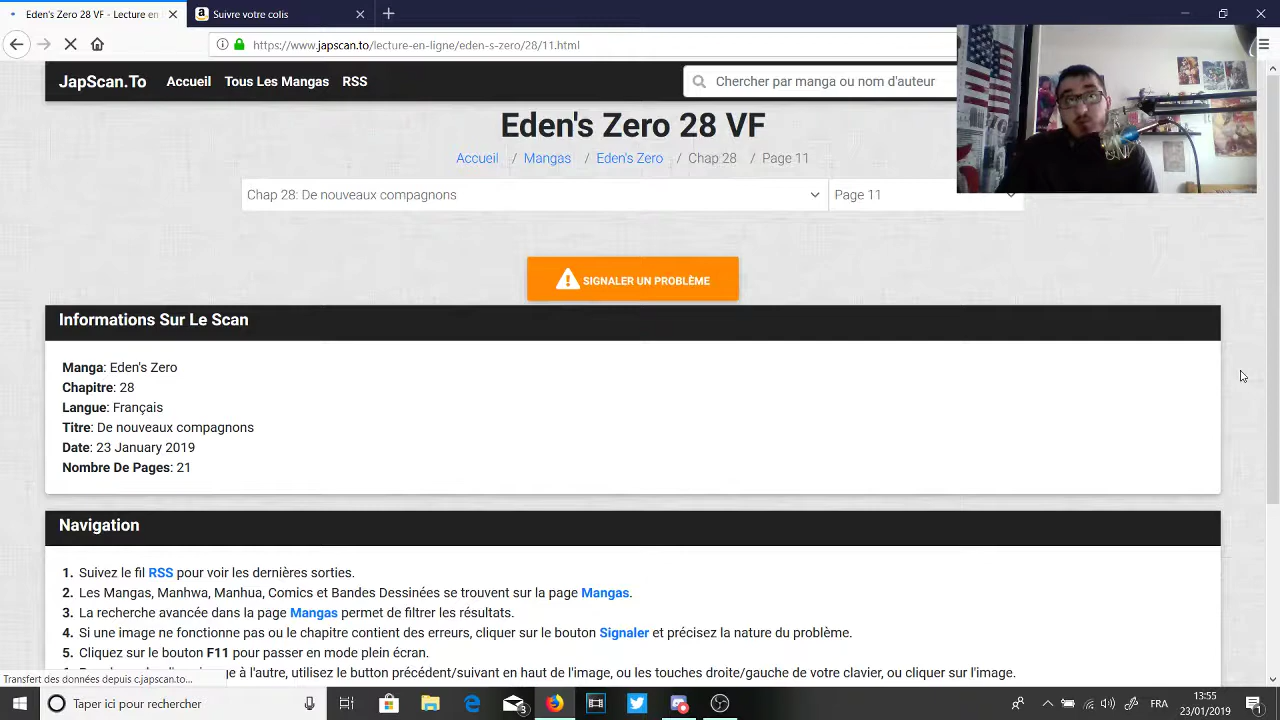 Eden's Zero 28 VF - Lecture en
Suivre votre colis
https://www.japscan.to/lecture-en-ligne/eden-s-zero/28/11.html
JapScan.To Accueil Tous Les Mangas RSS Chercher par manga ou nom d'auteur
Eden's Zero 28 VF
Accueil / Mangas / Eden's Zero / Chap 28 / Page 11
Chap 28: De nouveaux compagnons Page 11
SIGNALER UN PROBLÈME
Informations Sur Le Scan
Manga: Eden's Zero
Chapitre: 28
Langue: Français
Titre: De nouveaux compagnons
Date: 23 January 2019
Nombre De Pages: 21
Navigation
1. Suivez le fil RSS pour voir les dernières sorties.
2. Les Mangas, Manhwa, Manhua, Comics et Bandes Dessinées se trouvent sur la page Mangas.
3. La recherche avancée dans la page Mangas permet de filtrer les résultats.
4. Si une image ne fonctionne pas ou le chapitre contient des erreurs, cliquer sur le bouton Signaler et précisez la nature du problème.
5. Cliquez sur le bouton F11 pour passer en mode plein écran.
à l'autre, utilisez le button précédent/suivant en haut de l'image, ou les touches droite/gauche de votre clavier, ou cliquer sur l'image.
Transfert des données depuis c.japscan.to...
Taper ici pour rechercher
3
FRA
13:55
23/01/2019
1